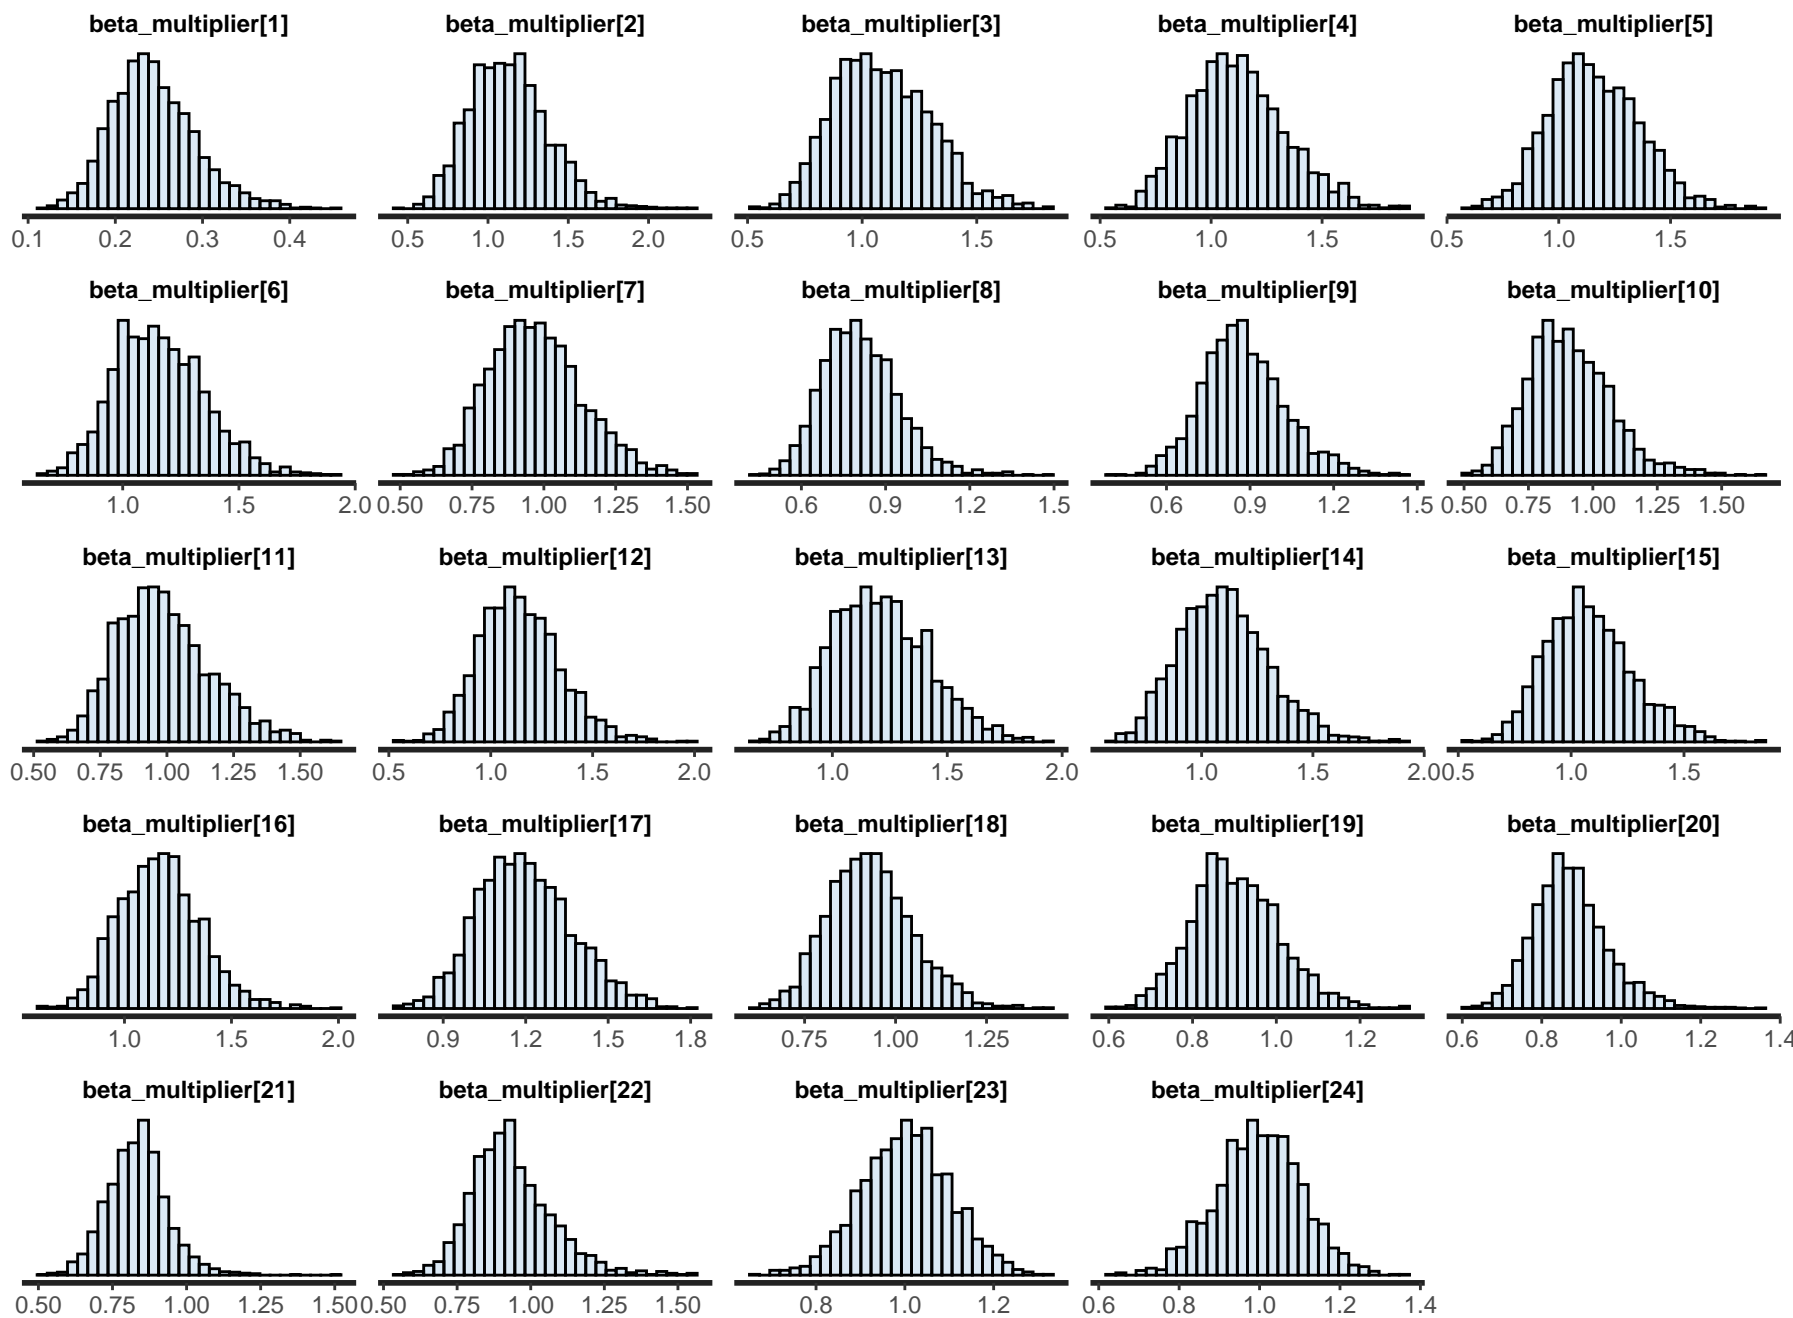 beta_multiplier[1] beta_multiplier[2] beta_multiplier[3] beta_multiplier[4] beta_multiplier[5]
0.1 0.2 0.3 0.4 0.5 1.0 1.5 2.0 0.5 1.0 1.5 0.5 1.0 1.5 0.5 1.0 1.5
beta_multiplier[6] beta_multiplier[7] beta_multiplier[8] beta_multiplier[9] beta_multiplier[10]
1.0 1.5 2.0 0.50 0.75 1.00 1.25 1.50 0.6 0.9 1.2 1.5 0.6 0.9 1.2 1.5 0.50 0.75 1.00 1.25 1.50
beta_multiplier[11] beta_multiplier[12] beta_multiplier[13] beta_multiplier[14] beta_multiplier[15]
0.50 0.75 1.00 1.25 1.50 0.5 1.0 1.5 2.0 1.0 1.5 2.0 1.0 1.5 2.0 0.5 1.0 1.5
beta_multiplier[16] beta_multiplier[17] beta_multiplier[18] beta_multiplier[19] beta_multiplier[20]
1.0 1.5 2.0 0.9 1.2 1.5 1.8 0.75 1.00 1.25 0.6 0.8 1.0 1.2 0.6 0.8 1.0 1.2 1.4
beta_multiplier[21] beta_multiplier[22] beta_multiplier[23] beta_multiplier[24]
0.50 0.75 1.00 1.25 1.50 0.50 0.75 1.00 1.25 1.50 0.8 1.0 1.2 0.6 0.8 1.0 1.2 1.4